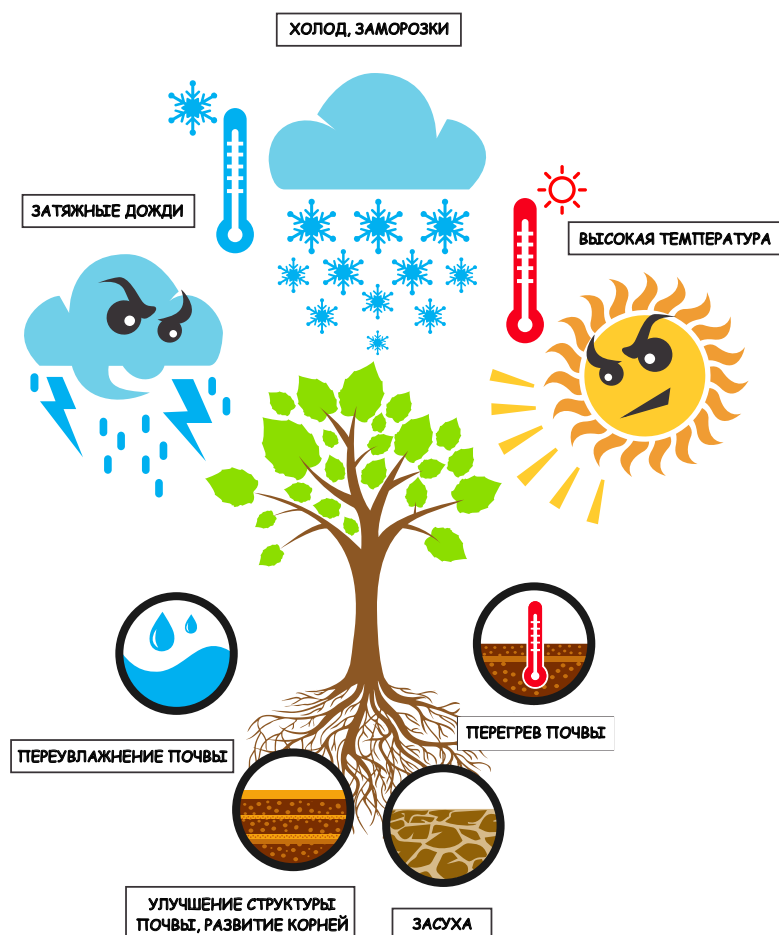 ХОЛОД, ЗАМОРОЗКИ
ЗАТЯЖНЫЕ ДОЖДИ
ВЫСОКАЯ ТЕМПЕРАТУРА
ПЕРЕГРЕВ ПОЧВЫ
ПЕРЕУВЛАЖНЕНИЕ ПОЧВЫ
УЛУЧШЕНИЕ СТРУКТУРЫ
ПОЧВЫ, РАЗВИТИЕ КОРНЕЙ
ЗАСУХА